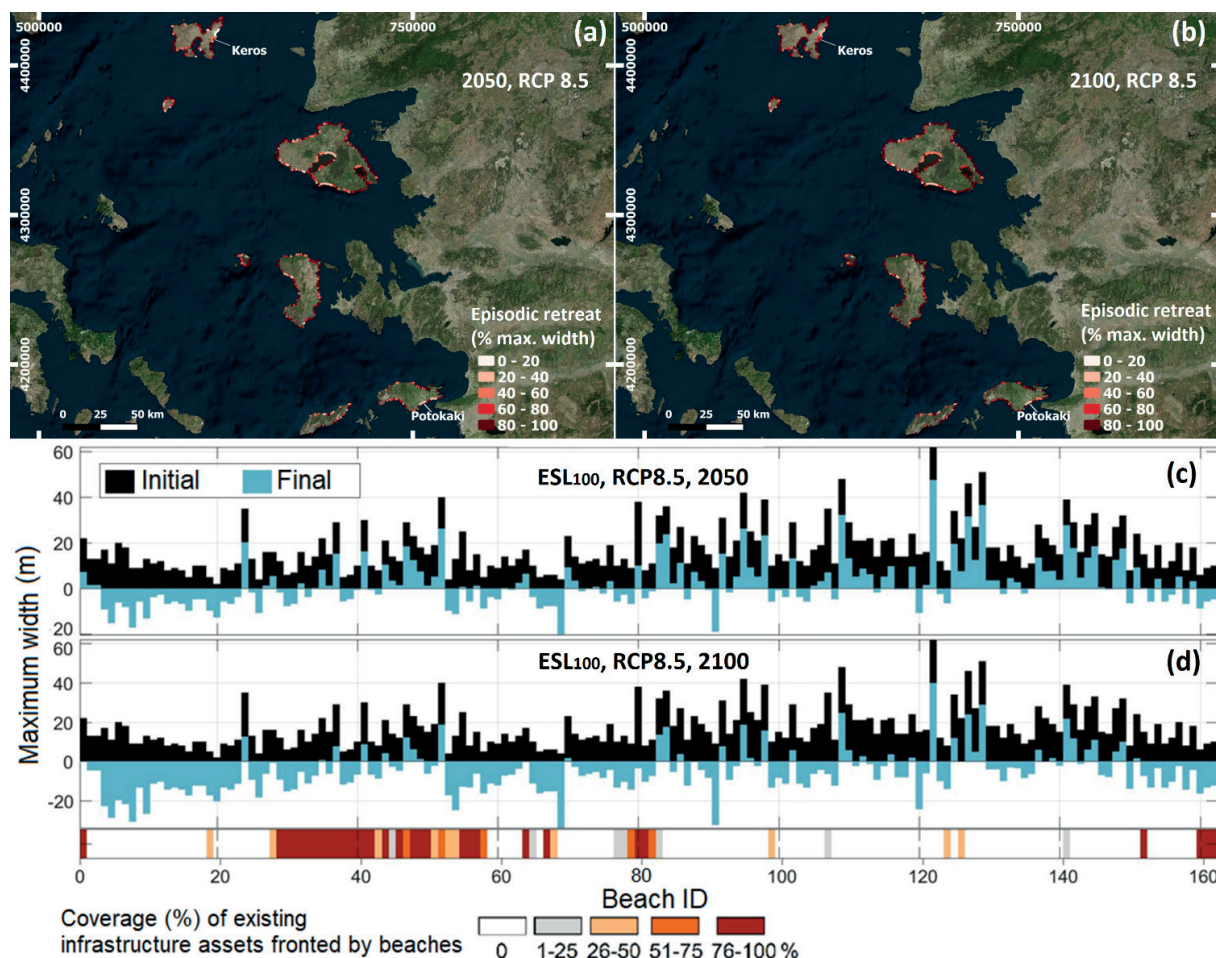 500000
750000
(a)
Keros
4400000
2050, RCP 8.5
4300000
4200000
Episodic retreat
(% max. width)
0 - 20
20 - 40
40 - 60
60 - 80
80 - 100
0 25 50 km
Potokaki
500000
750000
(b)
Keros
4400000
2100, RCP 8.5
4300000
4200000
Episodic retreat
(% max. width)
0 - 20
20 - 40
40 - 60
60 - 80
80 - 100
0 25 50 km
Potokaki
Maximum width (m)
60
40
20
0
20
Initial
Final
ESL100, RCP8.5, 2050
(c)
60
40
20
0
-20
ESL100, RCP8.5, 2100
(d)
0 20 40 60 80 100 120 140 160
Beach ID
Coverage (%) of existing
infrastructure assets fronted by beaches
0 1-25 26-50 51-75 76-100 %